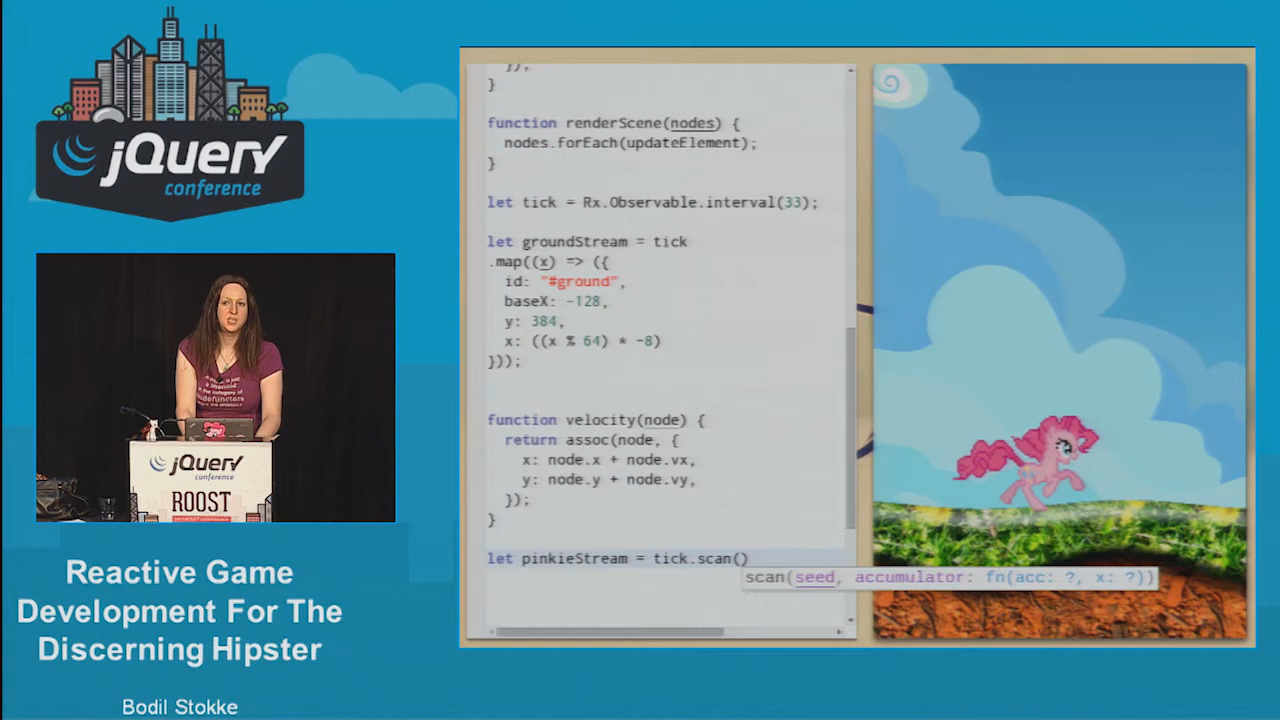 jQuery
conference
jQuery
conference
ROOST
Reactive Game
Development For The
Discerning Hipster
Bodil Stokke
});
}
function renderScene(nodes) {
nodes.forEach(updateElement);
}
let tick = Rx.Observable.interval(33);
let groundStream = tick
.map((x) => ({
id: "#ground",
baseX: -128,
y: 384,
x: ((x % 64) * -8)
}));
function velocity(node) {
return assoc(node, {
x: node.x + node.vx,
y: node.y + node.vy,
});
}
let pinkieStream = tick.scan()
scan(seed, accumulator: fn(acc: ?, x: ?))